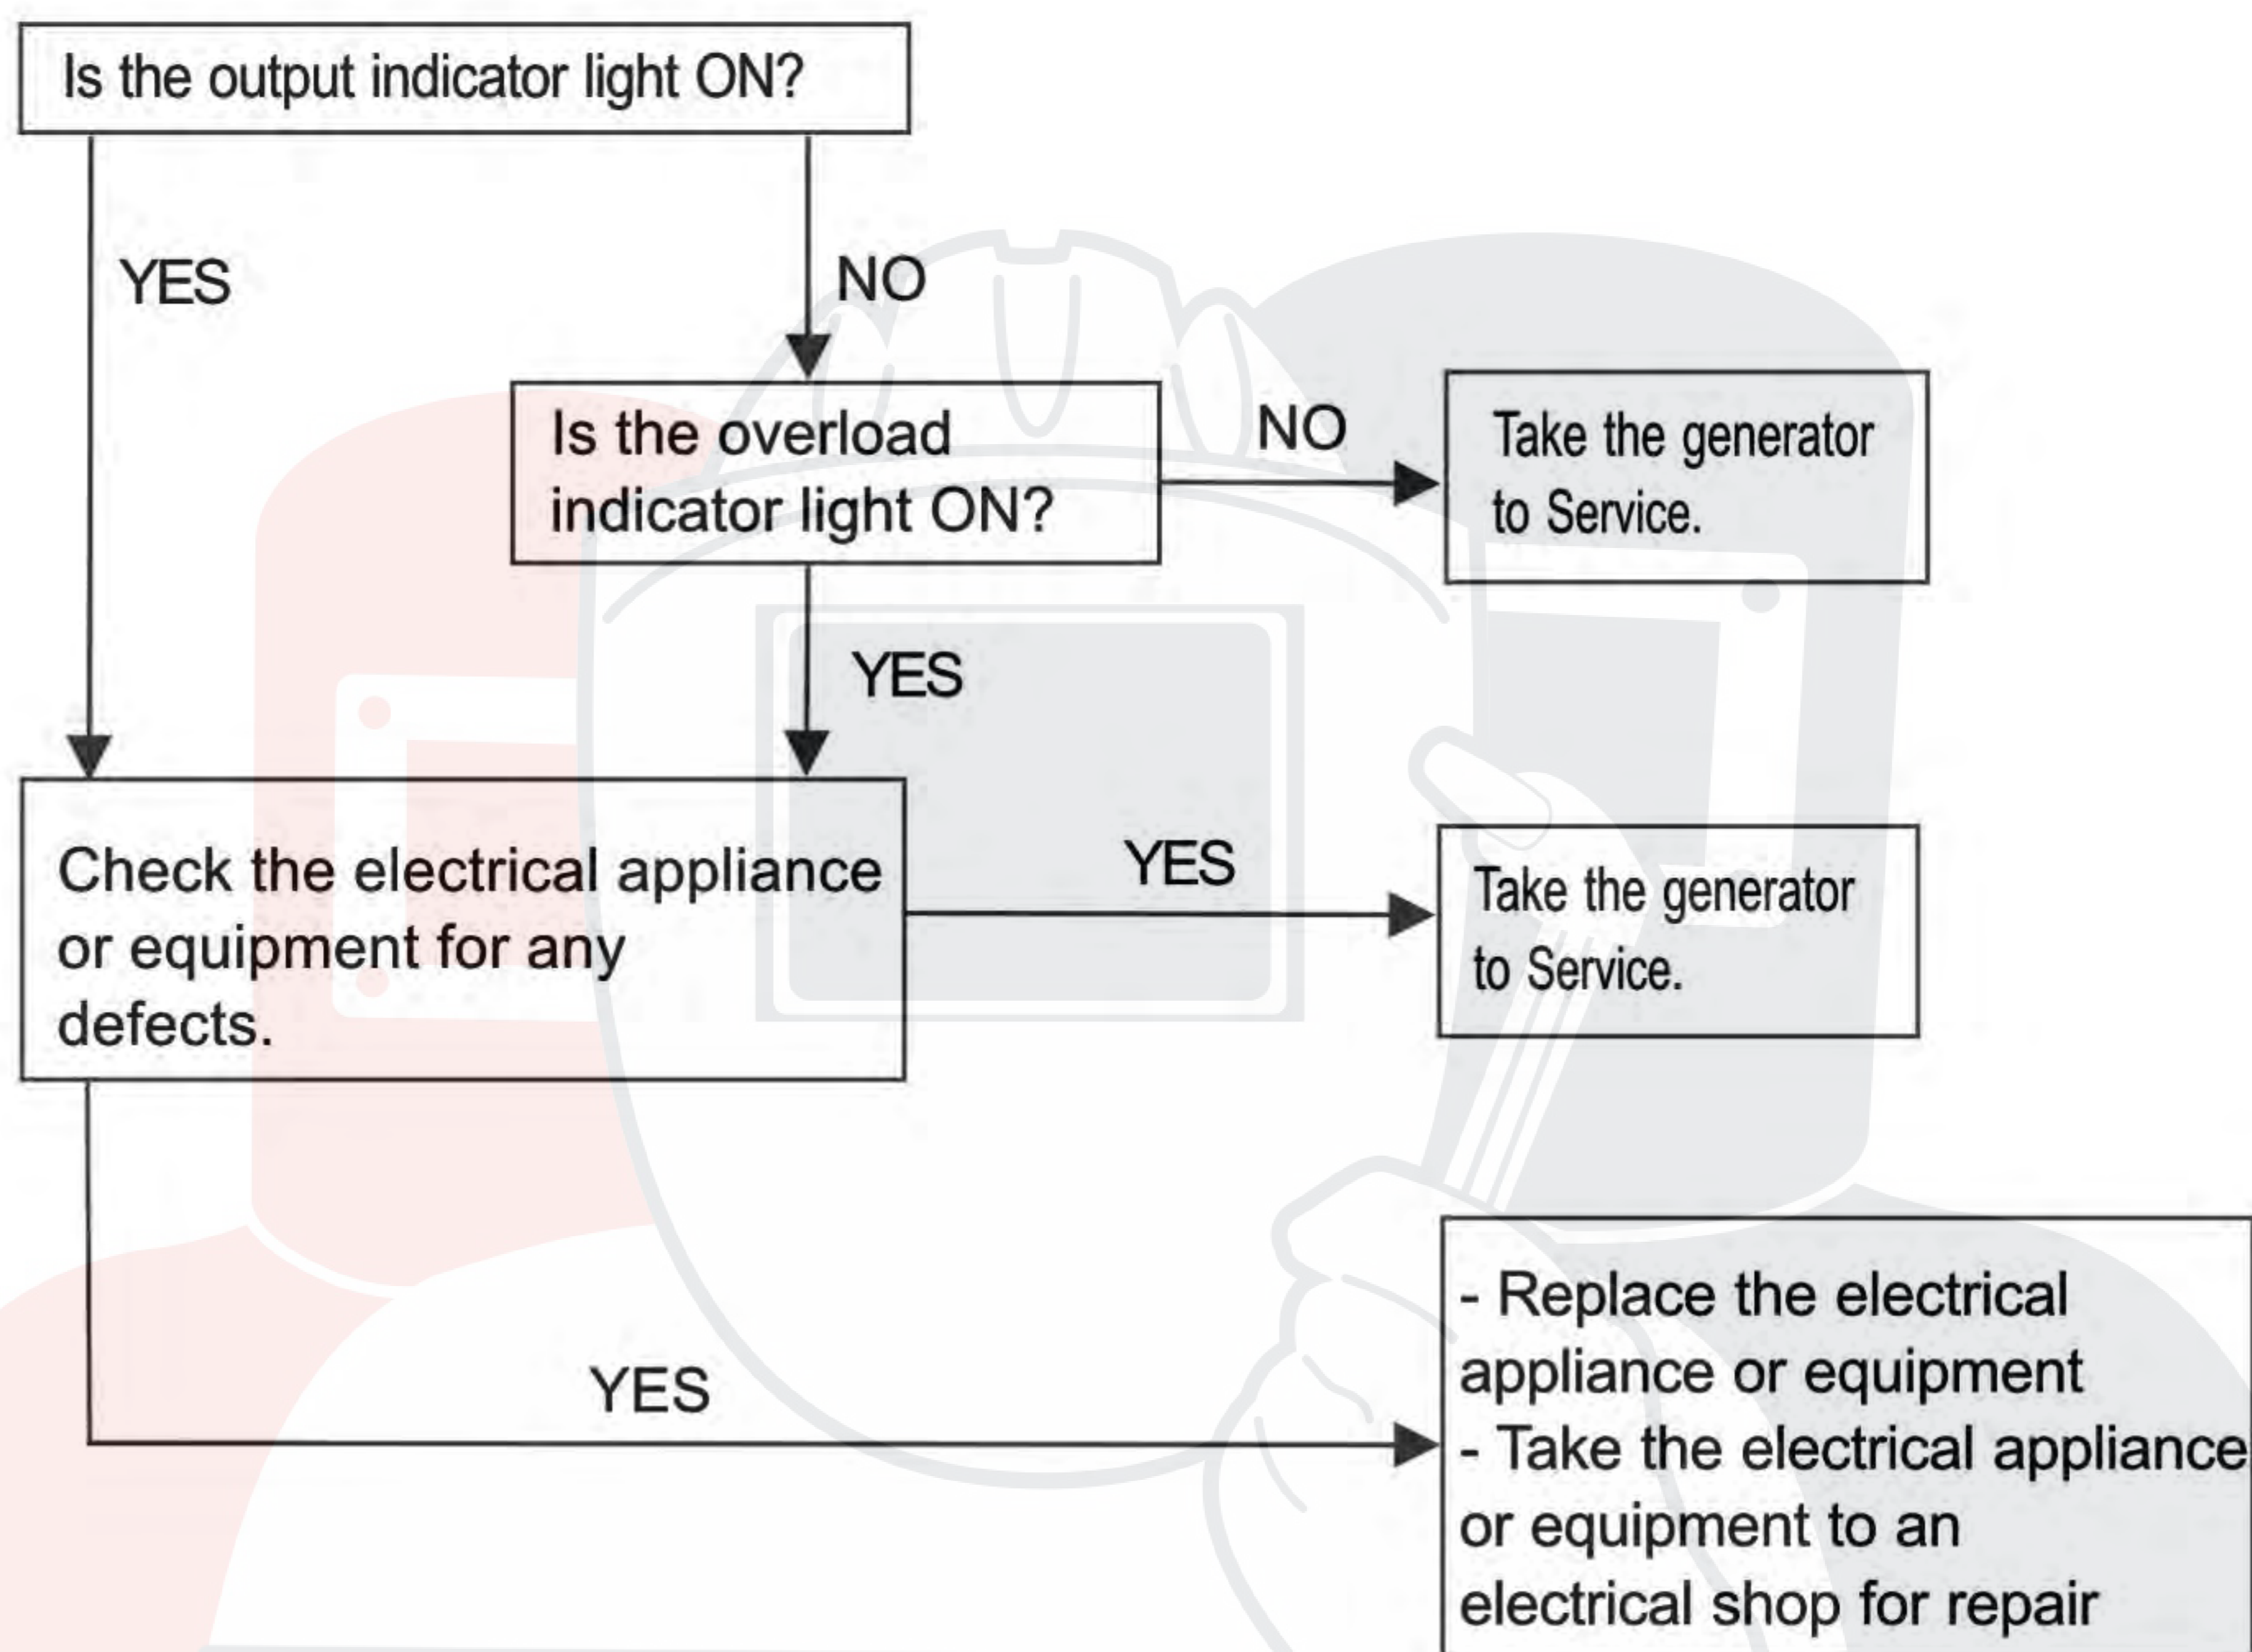 Is the output indicator light ON?
YES
NO
Is the overload
indicator light ON?
NO
Take the generator
to Service.
YES
Check the electrical appliance
or equipment for any
defects.
YES
Take the generator
to Service.
YES
- Replace the electrical
appliance or equipment
- Take the electrical appliance
or equipment to an
electrical shop for repair